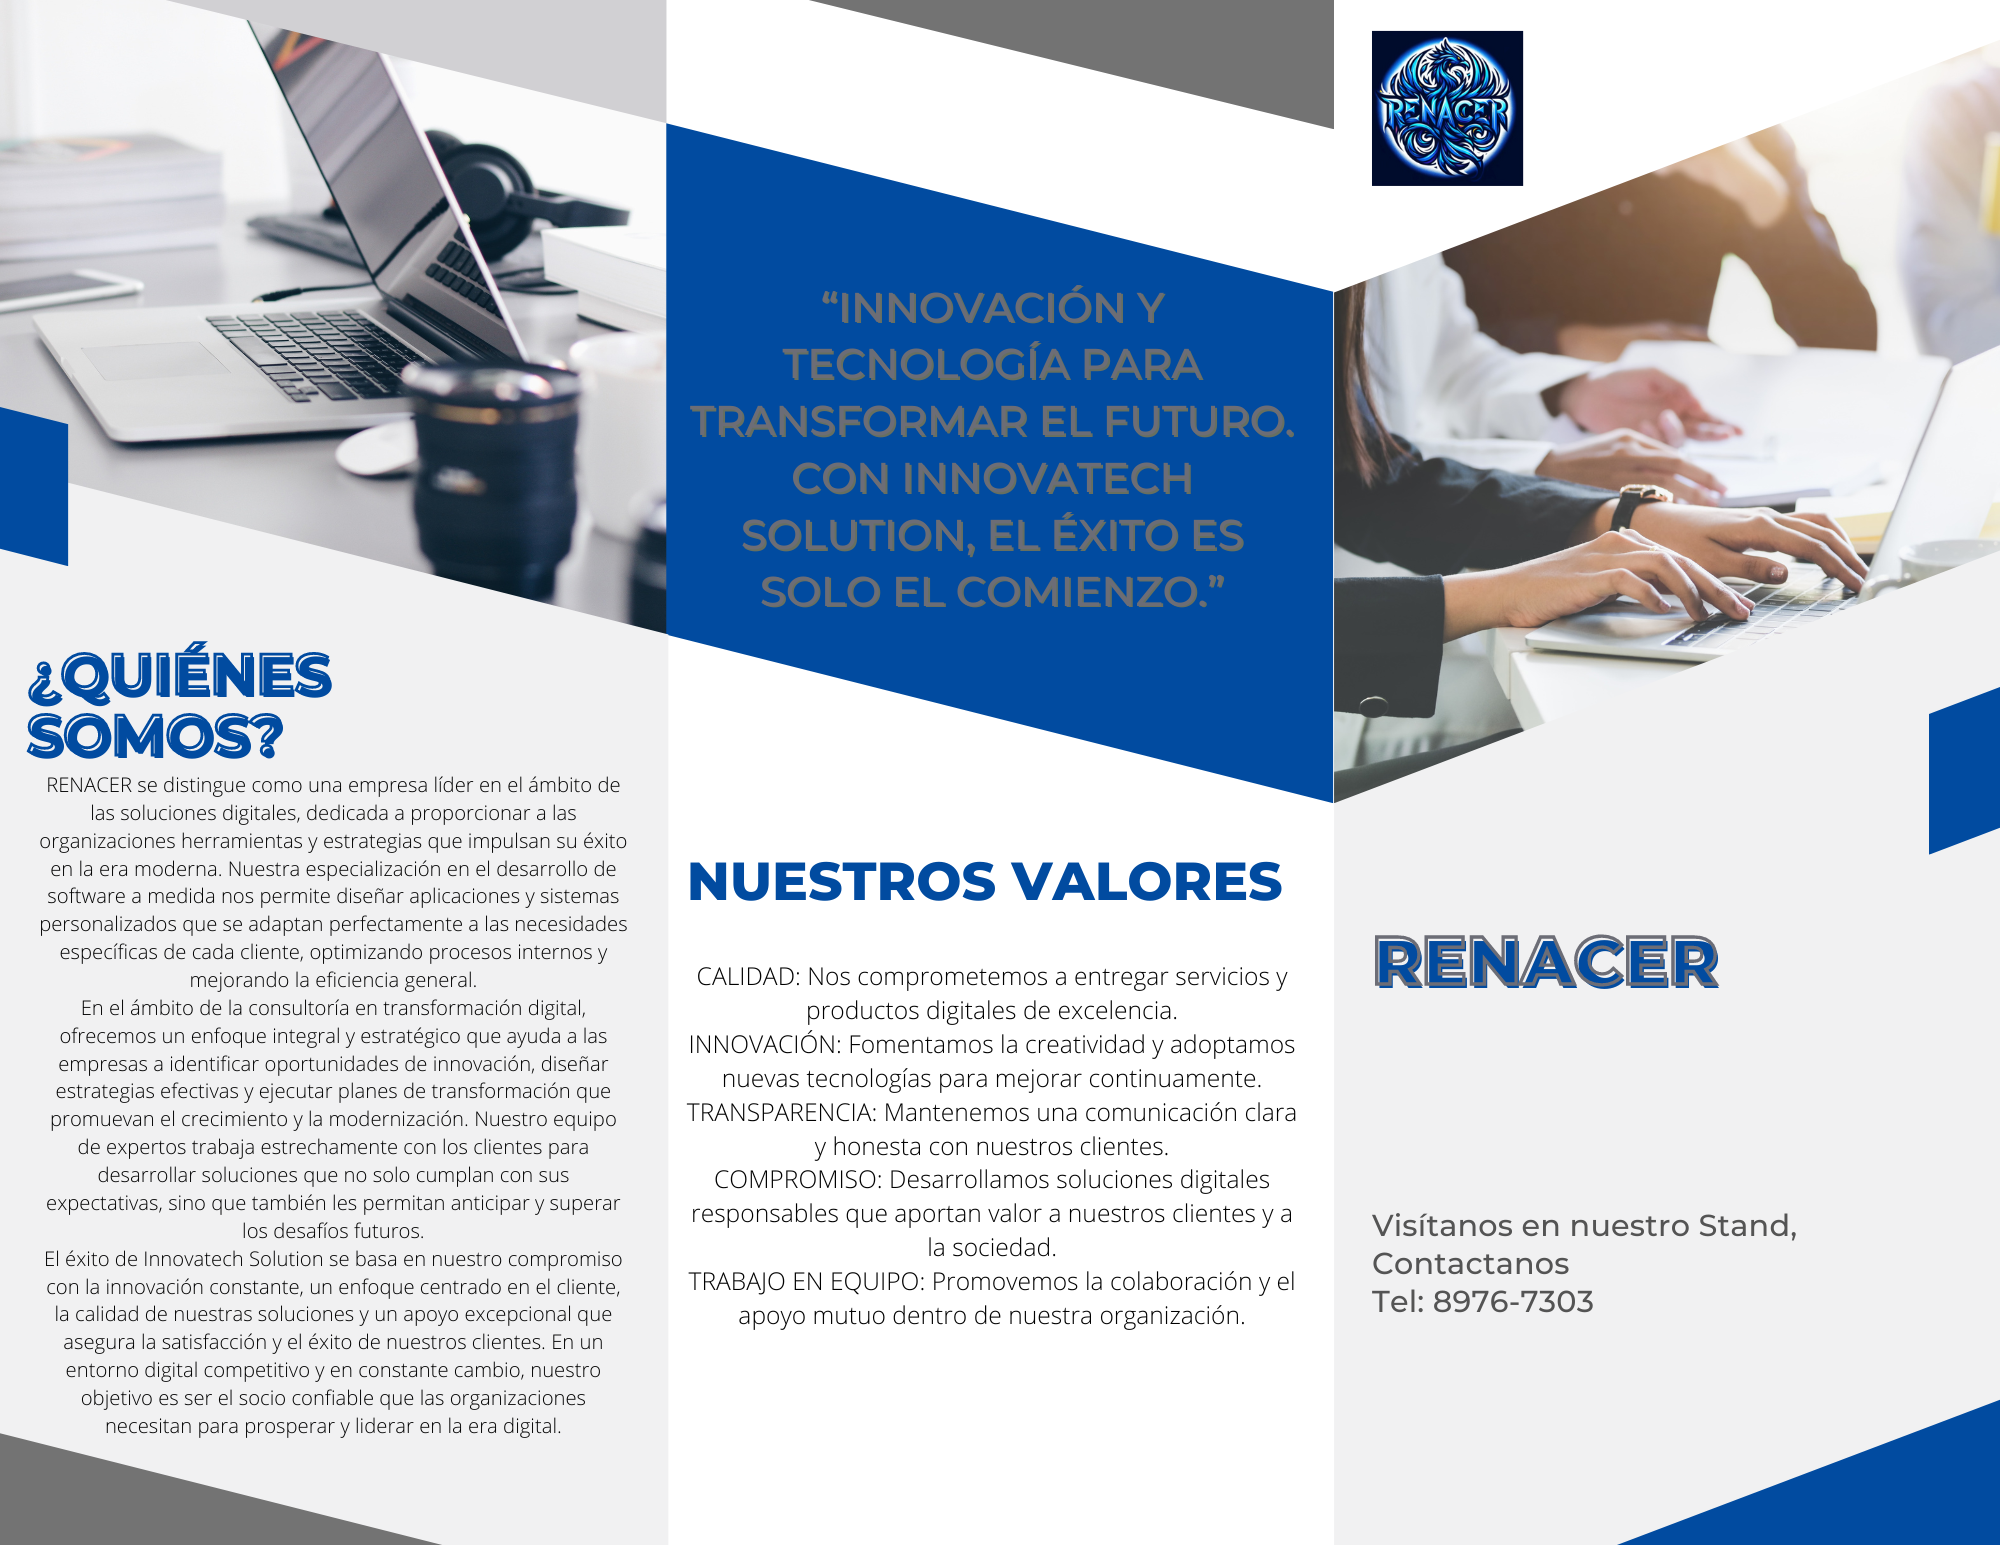 ¿QUIÉNES
SOMOS?
RENACER se distingue como una empresa líder en el ámbito de
las soluciones digitales, dedicada a proporcionar a las
organizaciones herramientas y estrategias que impulsan su éxito
en la era moderna. Nuestra especialización en el desarrollo de
software a medida nos permite diseñar aplicaciones y sistemas
personalizados que se adaptan perfectamente a las necesidades
específicas de cada cliente, optimizando procesos internos y
mejorando la eficiencia general.
En el ámbito de la consultoría en transformación digital,
ofrecemos un enfoque integral y estratégico que ayuda a las
empresas a identificar oportunidades de innovación, diseñar
estrategias efectivas y ejecutar planes de transformación que
promuevan el crecimiento y la modernización. Nuestro equipo
de expertos trabaja estrechamente con los clientes para
desarrollar soluciones que no solo cumplan con sus
expectativas, sino que también les permitan anticipar y superar
los desafíos futuros.
El éxito de Innovatech Solution se basa en nuestro compromiso
con la innovación constante, un enfoque centrado en el cliente,
la calidad de nuestras soluciones y un apoyo excepcional que
asegura la satisfacción y el éxito de nuestros clientes. En un
entorno digital competitivo y en constante cambio, nuestro
objetivo es ser el socio confiable que las organizaciones
necesitan para prosperar y liderar en la era digital.
“INNOVACIÓN Y
TECNOLOGÍA PARA
TRANSFORMAR EL FUTURO.
CON INNOVATECH
SOLUTION, EL ÉXITO ES
SOLO EL COMIENZO.”
NUESTROS VALORES
CALIDAD: Nos comprometemos a entregar servicios y
productos digitales de excelencia.
INNOVACIÓN: Fomentamos la creatividad y adoptamos
nuevas tecnologías para mejorar continuamente.
TRANSPARENCIA: Mantenemos una comunicación clara
y honesta con nuestros clientes.
COMPROMISO: Desarrollamos soluciones digitales
responsables que aportan valor a nuestros clientes y a
la sociedad.
TRABAJO EN EQUIPO: Promovemos la colaboración y el
apoyo mutuo dentro de nuestra organización.
RENACER
RENACER
Visítanos en nuestro Stand,
Contactanos
Tel: 8976-7303